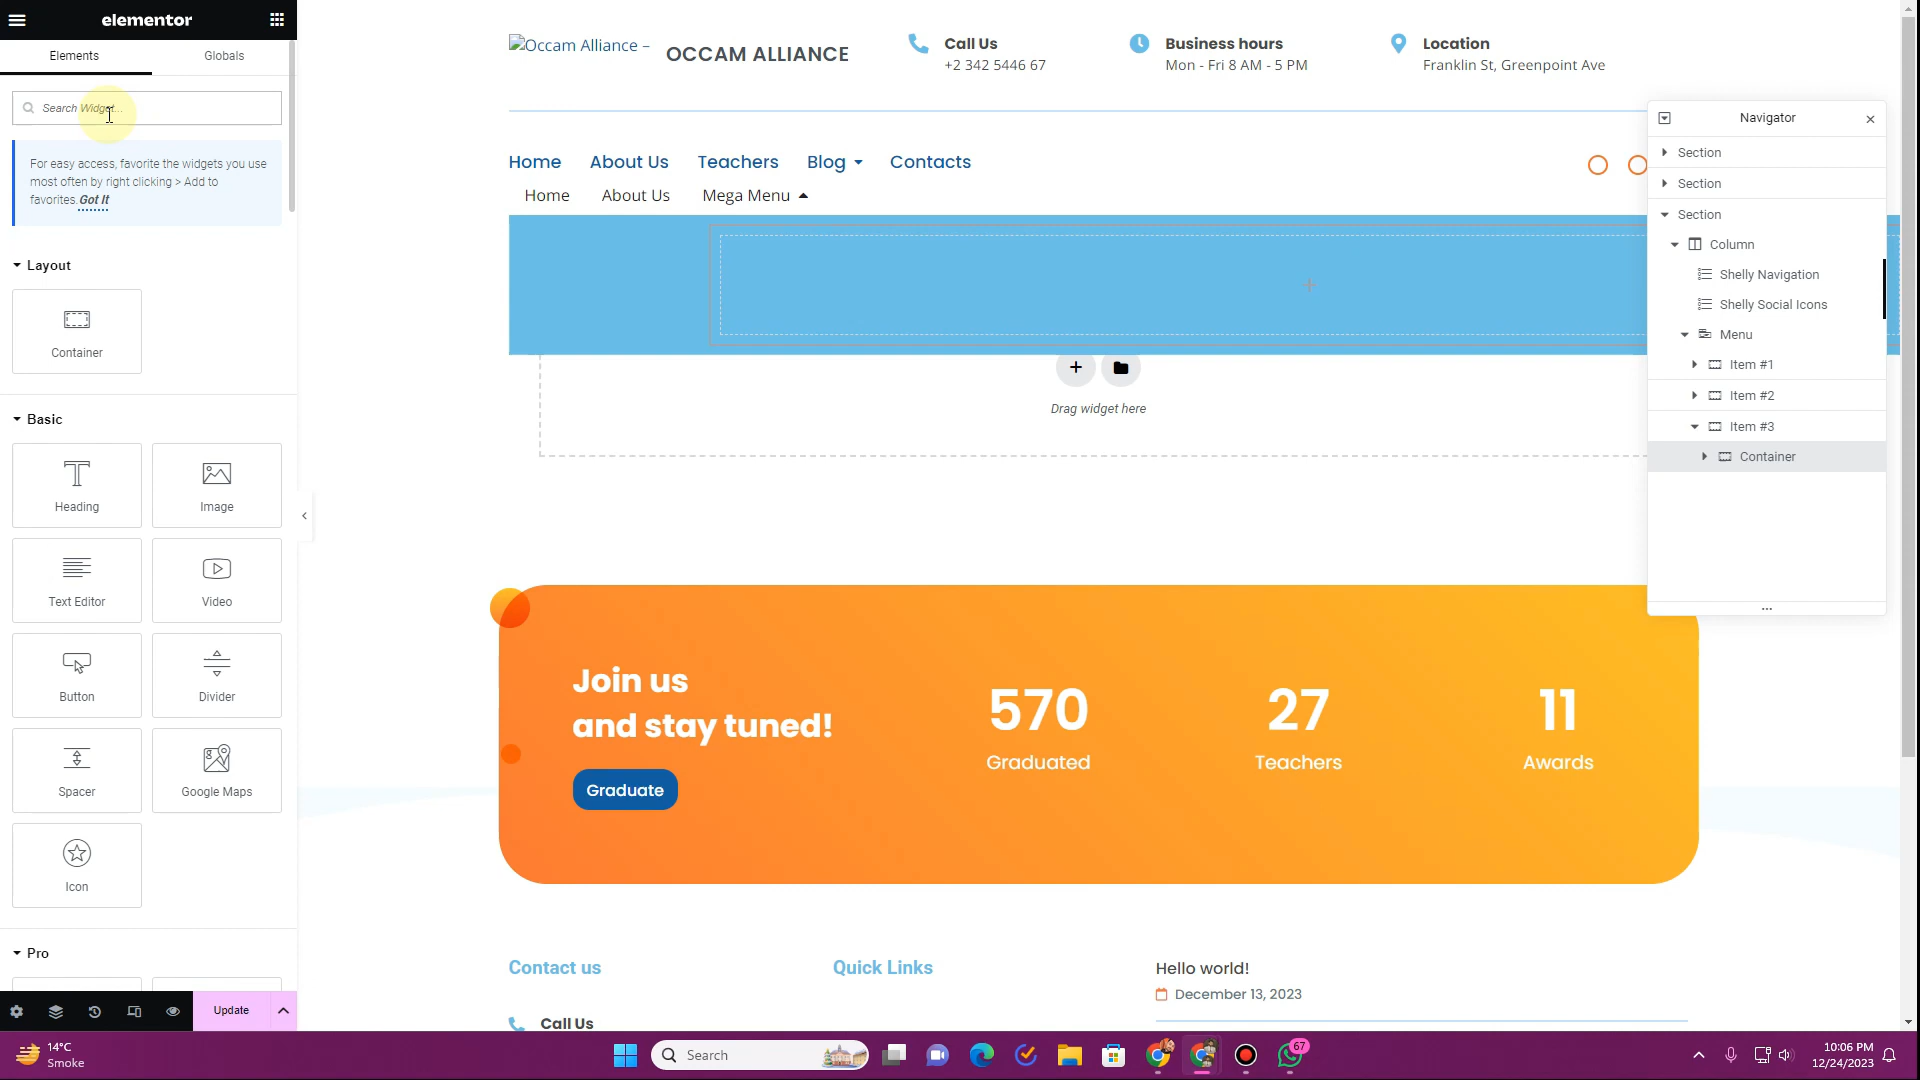 elementor
Elements
Globals
Search Widget...
For easy access, favorite the widgets you use
most often by right clicking > Add to
favorites. Got It
Layout
Container
Basic
Heading
Image
Text Editor
Video
Button
Divider
Spacer
Google Maps
Icon
Pro
Update
Occam Alliance –
OCCAM ALLIANCE
Call Us
+2 342 5446 67
Business hours
Mon - Fri 8 AM - 5 PM
Location
Franklin St, Greenpoint Ave
Home
About Us
Teachers
Blog
Contacts
Home
About Us
Mega Menu
Drag widget here
Navigator
Section
Section
Section
Column
Shelly Navigation
Shelly Social Icons
Menu
Item #1
Item #2
Item #3
Container
Join us
and stay tuned!
Graduate
570
Graduated
27
Teachers
11
Awards
Contact us
Call Us
Quick Links
Hello world!
December 13, 2023
14°C
Smoke
Search
67
10:06 PM
12/24/2023